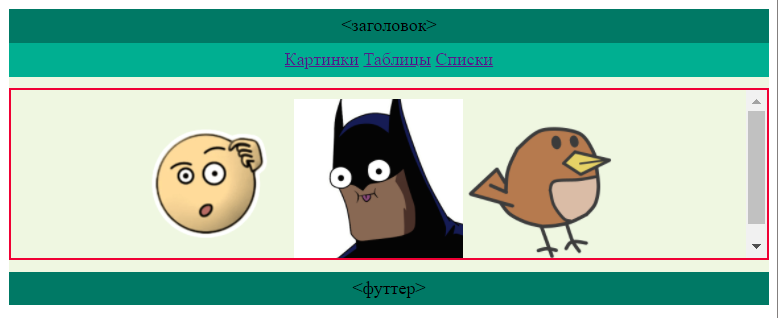 <заголовок>
Картинки Таблицы Списки
<футтер>